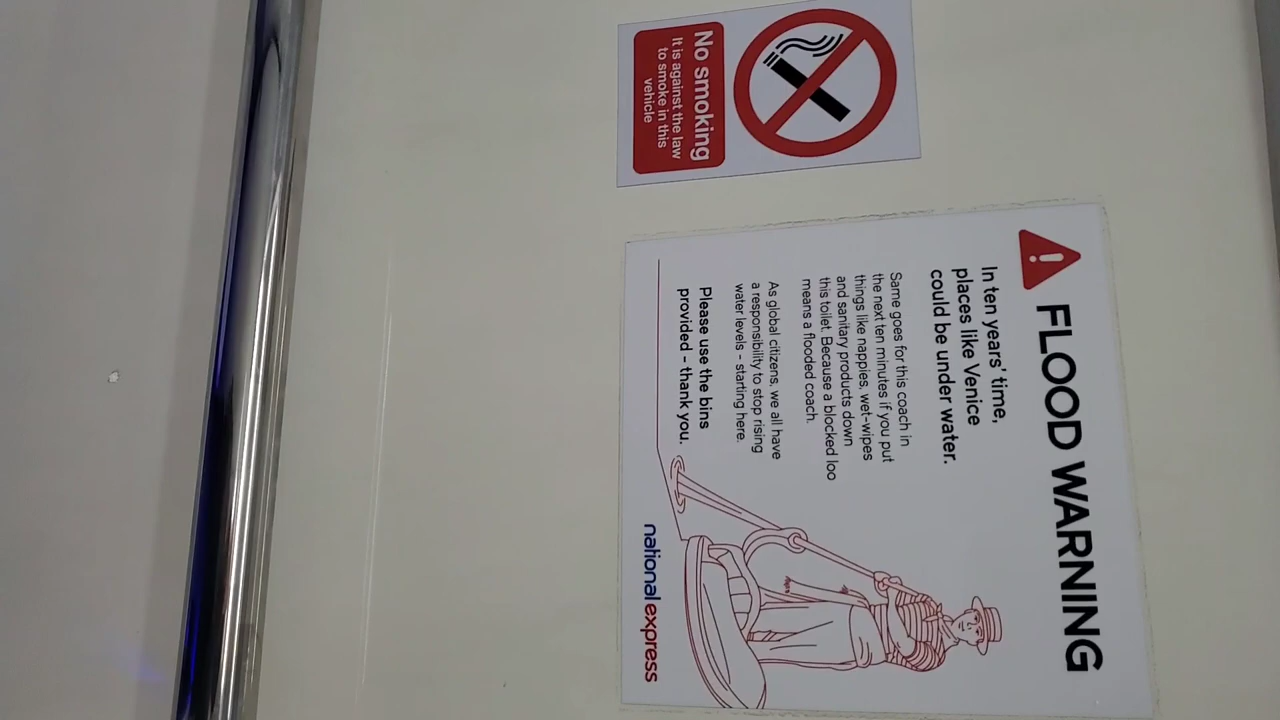 No smoking
It is against the law
to smoke in this
vehicle
FLOOD WARNING
In ten years' time,
places like Venice
could be under water.
Same goes for this coach in
the next ten minutes if you put
things like nappies, wet-wipes
and sanitary products down
this toilet. Because a blocked loo
means a flooded coach.
As global citizens, we all have
a responsibility to stop rising
water levels - starting here.
Please use the bins
provided - thank you.
national express